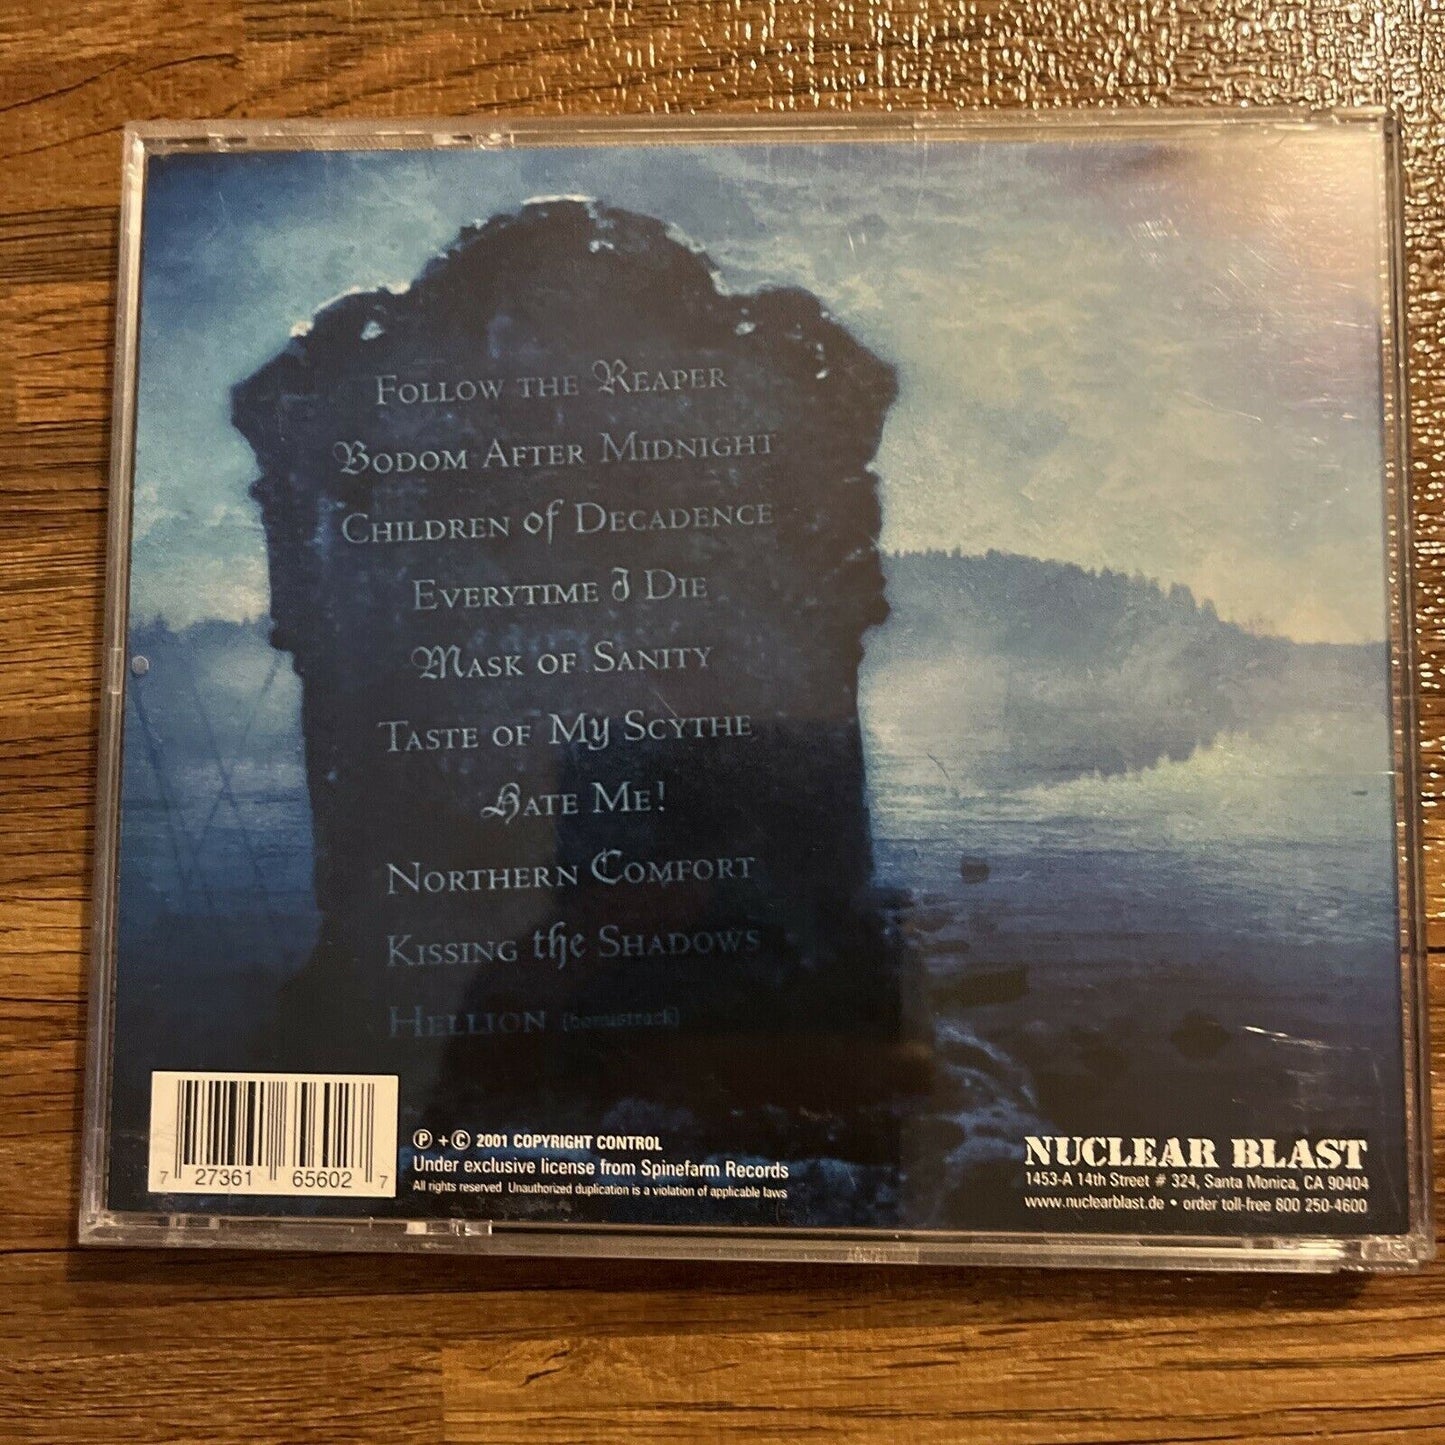 Follow the Reaper
Bodom After Midnight
Children of Decadence
Everytime I Die
Mask of Sanity
Taste of My Scythe
Hate Me!
Northern Comfort
Kissing the Shadows
Hellion (bonustrack)
7 27361 65602 7
Ⓟ + © 2001 COPYRIGHT CONTROL
Under exclusive license from Spinefarm Records
All rights reserved Unauthorized duplication is a violation of applicable laws
NUCLEAR BLAST
1453-A 14th Street # 324, Santa Monica, CA 90404
www.nuclearblast.de • order toll-free 800 250-4600